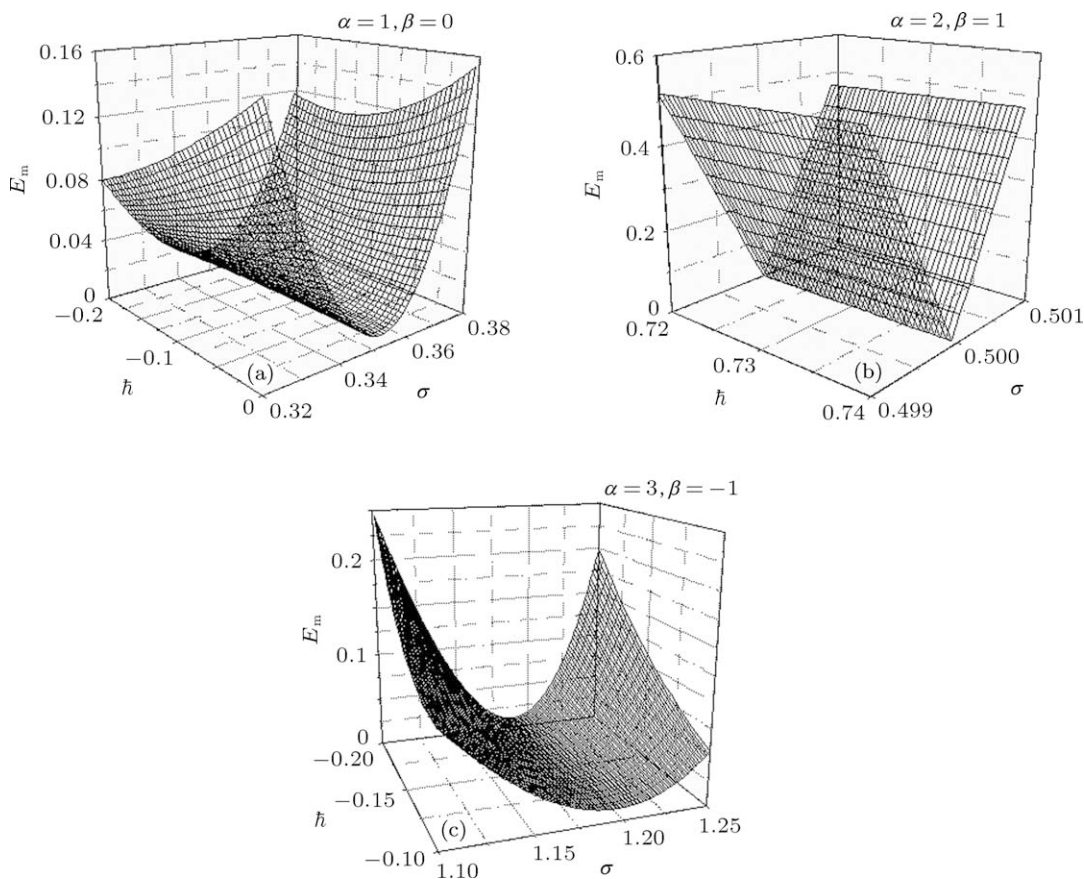 α = 1, β = 0
0.16
0.12
0.08
0.04
0
E_m
−0.2
−0.1
0
ħ
(a)
0.32
0.34
0.36
0.38
σ
α = 2, β = 1
0.6
0.4
0.2
0
E_m
0.72
0.73
0.74
ħ
(b)
0.499
0.500
0.501
σ
α = 3, β = −1
0.2
0.1
0
E_m
−0.20
−0.15
−0.10
ħ
(c)
1.10
1.15
1.20
1.25
σ